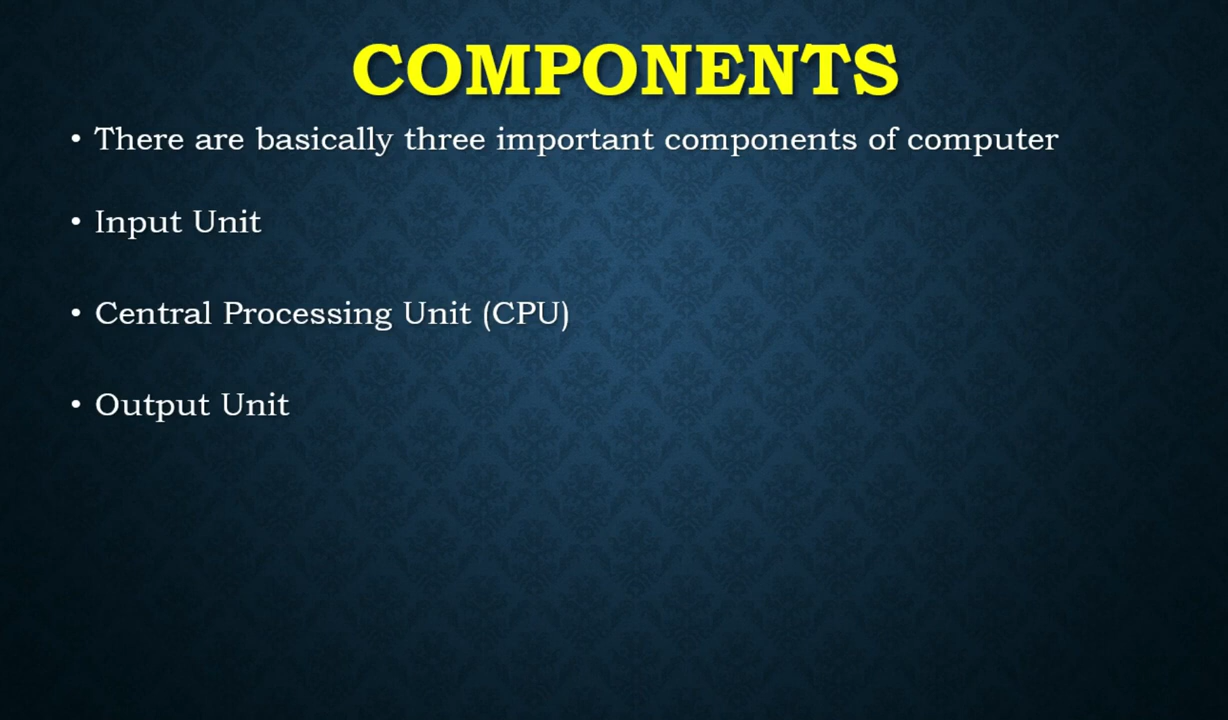 COMPONENTS
• There are basically three important components of computer
• Input Unit
• Central Processing Unit (CPU)
• Output Unit